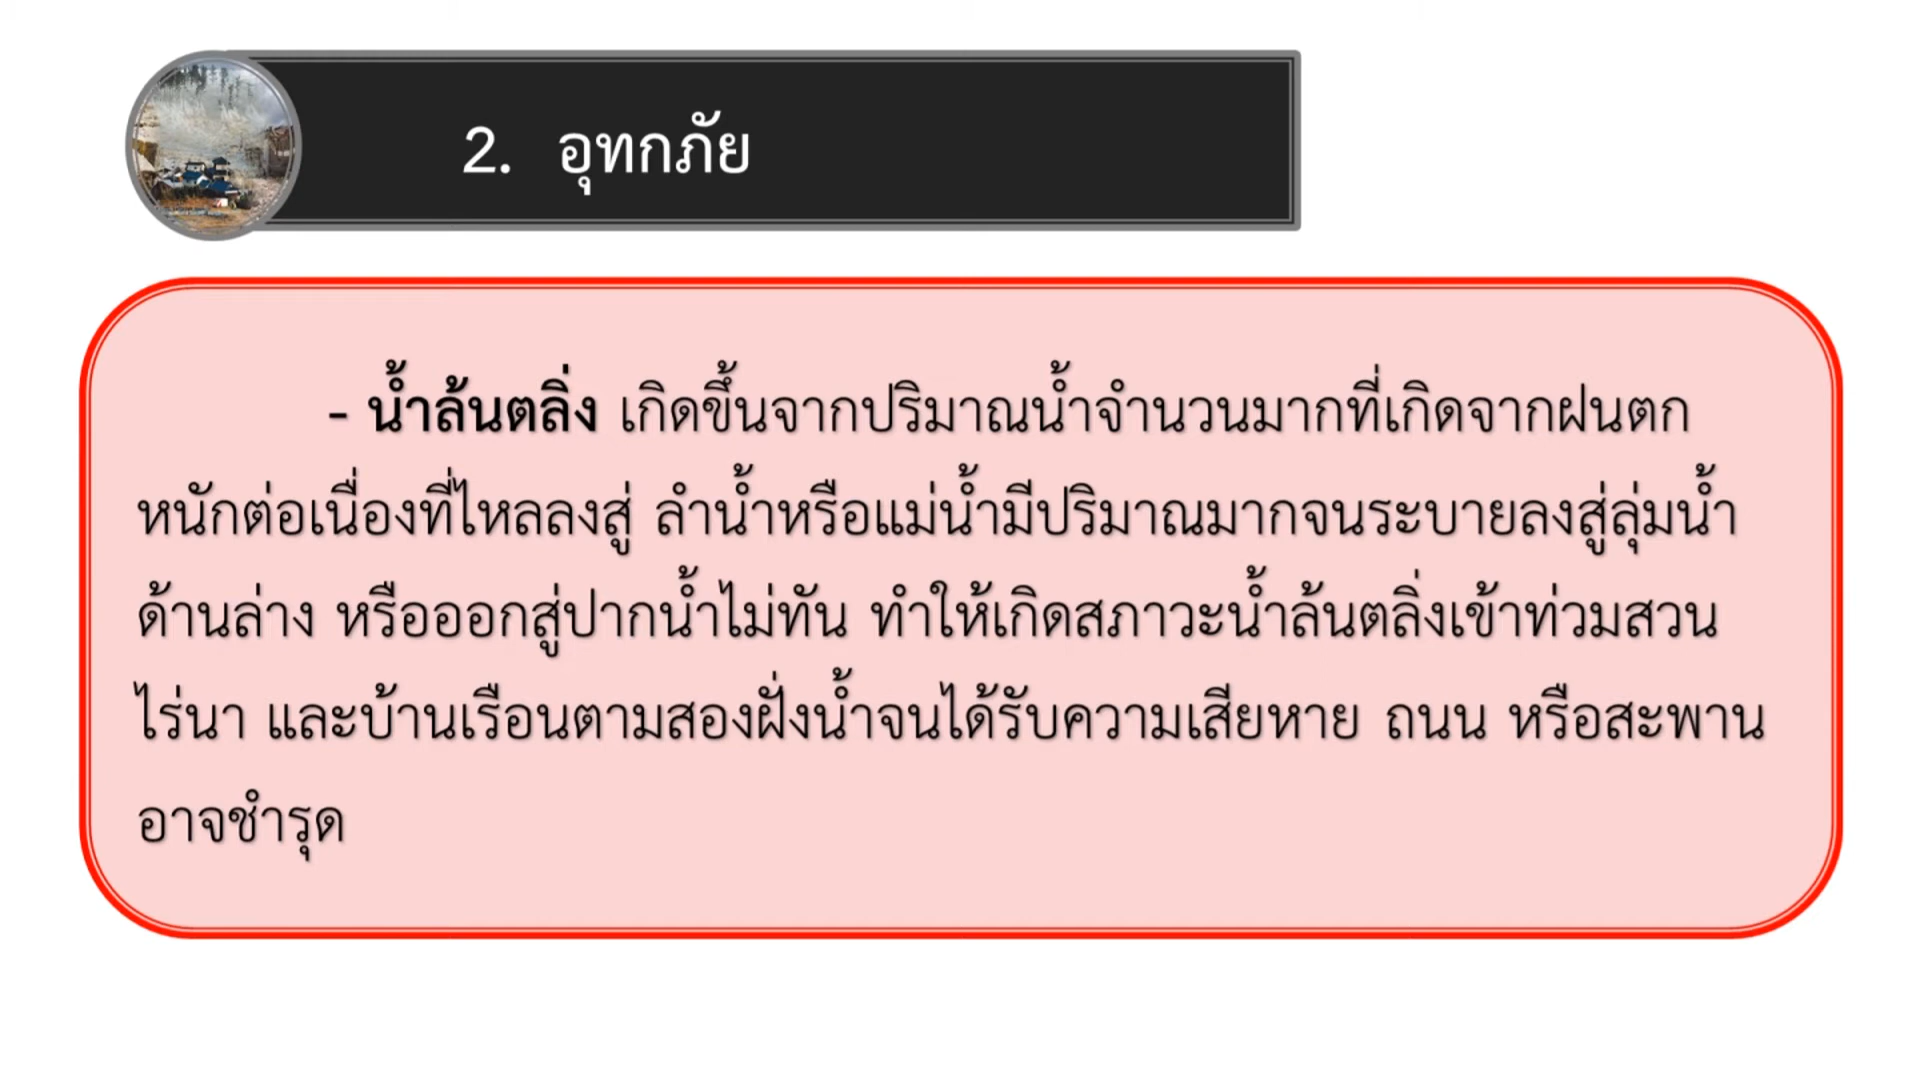 2. อุทกภัย
- น้ำล้นตลิ่ง เกิดขึ้นจากปริมาณน้ำจำนวนมากที่เกิดจากฝนตก
หนักต่อเนื่องที่ไหลลงสู่ ลำน้ำหรือแม่น้ำมีปริมาณมากจนระบายลงสู่ลุ่มน้ำ
ด้านล่าง หรือออกสู่ปากน้ำไม่ทัน ทำให้เกิดสภาวะน้ำล้นตลิ่งเข้าท่วมสวน
ไร่นา และบ้านเรือนตามสองฝั่งน้ำจนได้รับความเสียหาย ถนน หรือสะพาน
อาจชำรุด